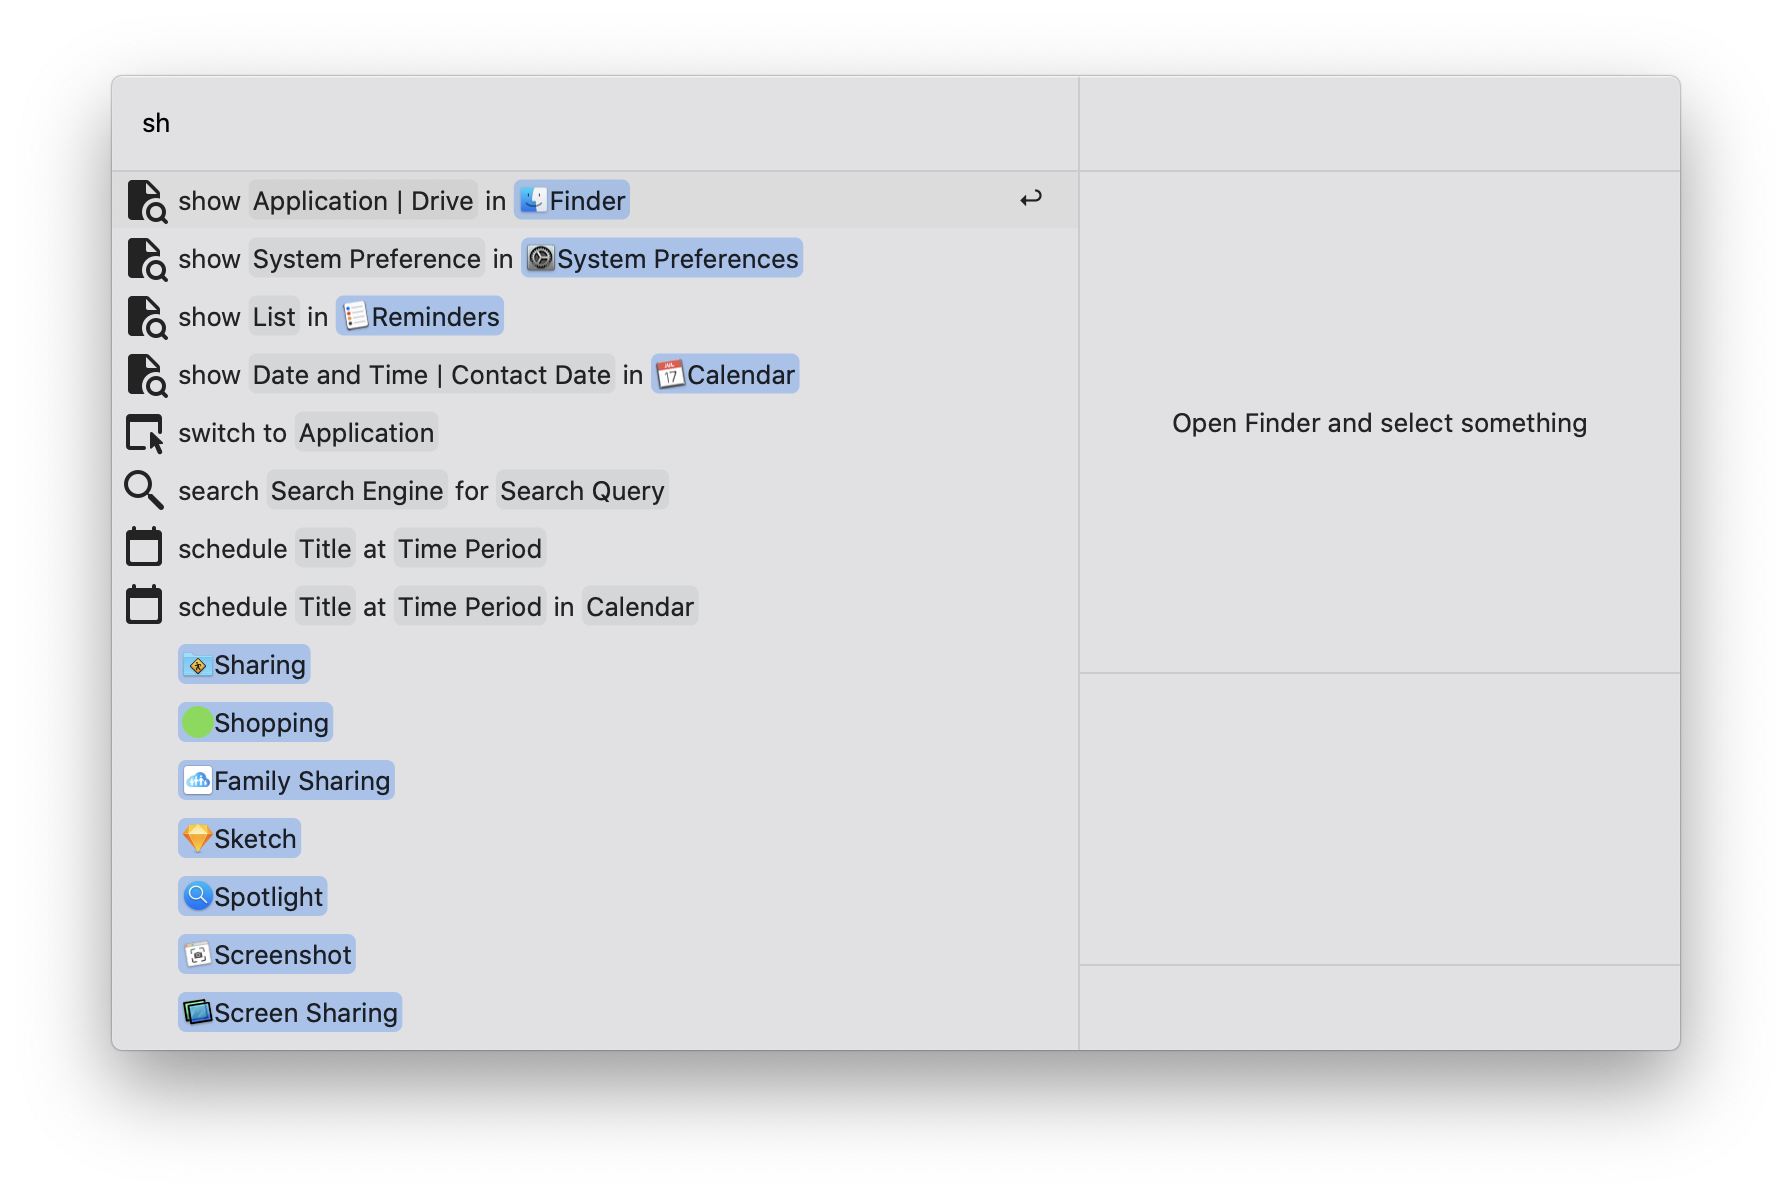 sh
show Application | Drive in Finder
show System Preference in System Preferences
show List in Reminders
show Date and Time | Contact Date in Calendar
switch to Application
search Search Engine for Search Query
schedule Title at Time Period
schedule Title at Time Period in Calendar
Sharing
Shopping
Family Sharing
Sketch
Spotlight
Screenshot
Screen Sharing
Open Finder and select something